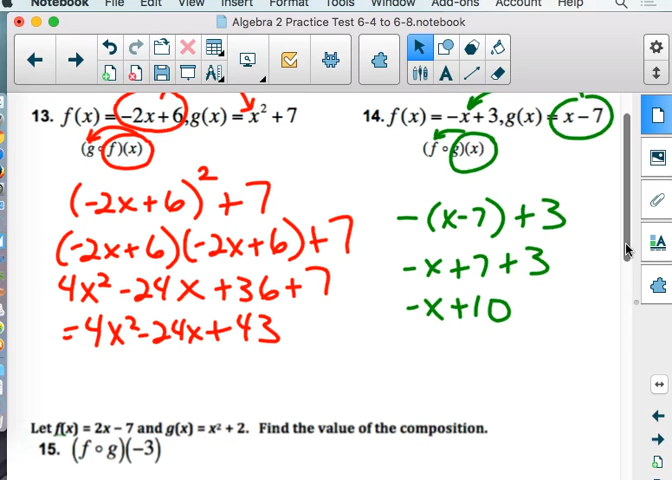 Notebook File Edit View Insert Format Tools Window Add-ons Account Help
Algebra 2 Practice Test 6-4 to 6-8.notebook
13. f(x) = −2x + 6, g(x) = x² + 7
(g ∘ f)(x)
(-2x+6)² + 7
(-2x+6)(-2x+6)+7
4x² - 24x + 36 + 7
= 4x² - 24x + 43
14. f(x) = −x + 3, g(x) = x − 7
(f ∘ g)(x)
-(x-7)+3
-x+7+3
-x+10
Let f(x) = 2x − 7 and g(x) = x² + 2. Find the value of the composition.
15. (f ∘ g)(−3)